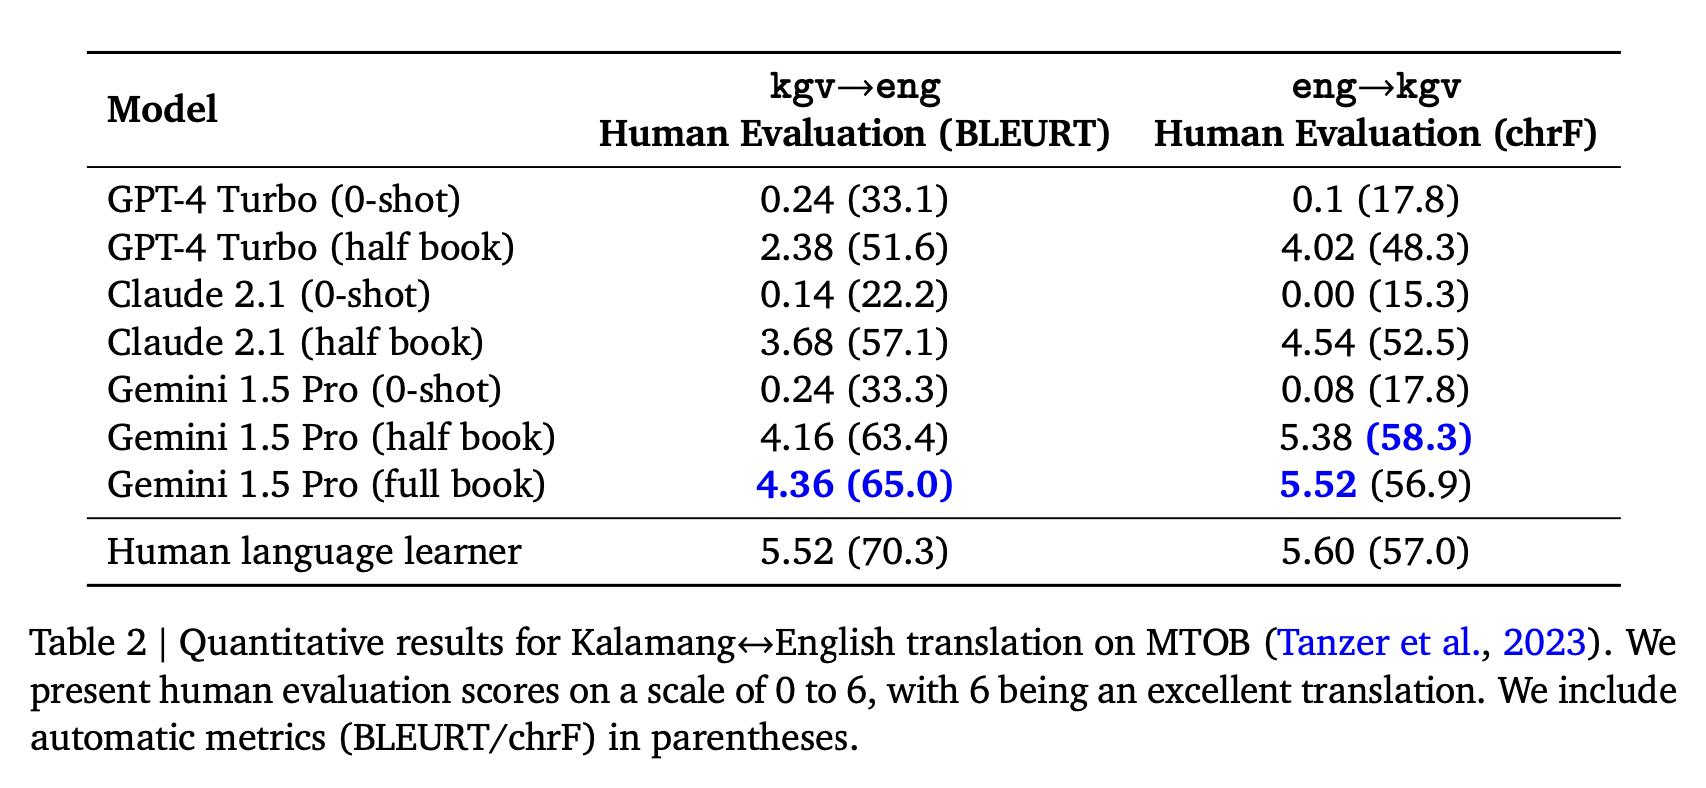 Model
kgv→eng
Human Evaluation (BLEURT)
eng→kgv
Human Evaluation (chrF)
GPT-4 Turbo (0-shot) 0.24 (33.1) 0.1 (17.8)
GPT-4 Turbo (half book) 2.38 (51.6) 4.02 (48.3)
Claude 2.1 (0-shot) 0.14 (22.2) 0.00 (15.3)
Claude 2.1 (half book) 3.68 (57.1) 4.54 (52.5)
Gemini 1.5 Pro (0-shot) 0.24 (33.3) 0.08 (17.8)
Gemini 1.5 Pro (half book) 4.16 (63.4) 5.38 (58.3)
Gemini 1.5 Pro (full book) 4.36 (65.0) 5.52 (56.9)
Human language learner 5.52 (70.3) 5.60 (57.0)
Table 2 | Quantitative results for Kalamang↔English translation on MTOB (Tanzer et al., 2023). We
present human evaluation scores on a scale of 0 to 6, with 6 being an excellent translation. We include
automatic metrics (BLEURT/chrF) in parentheses.